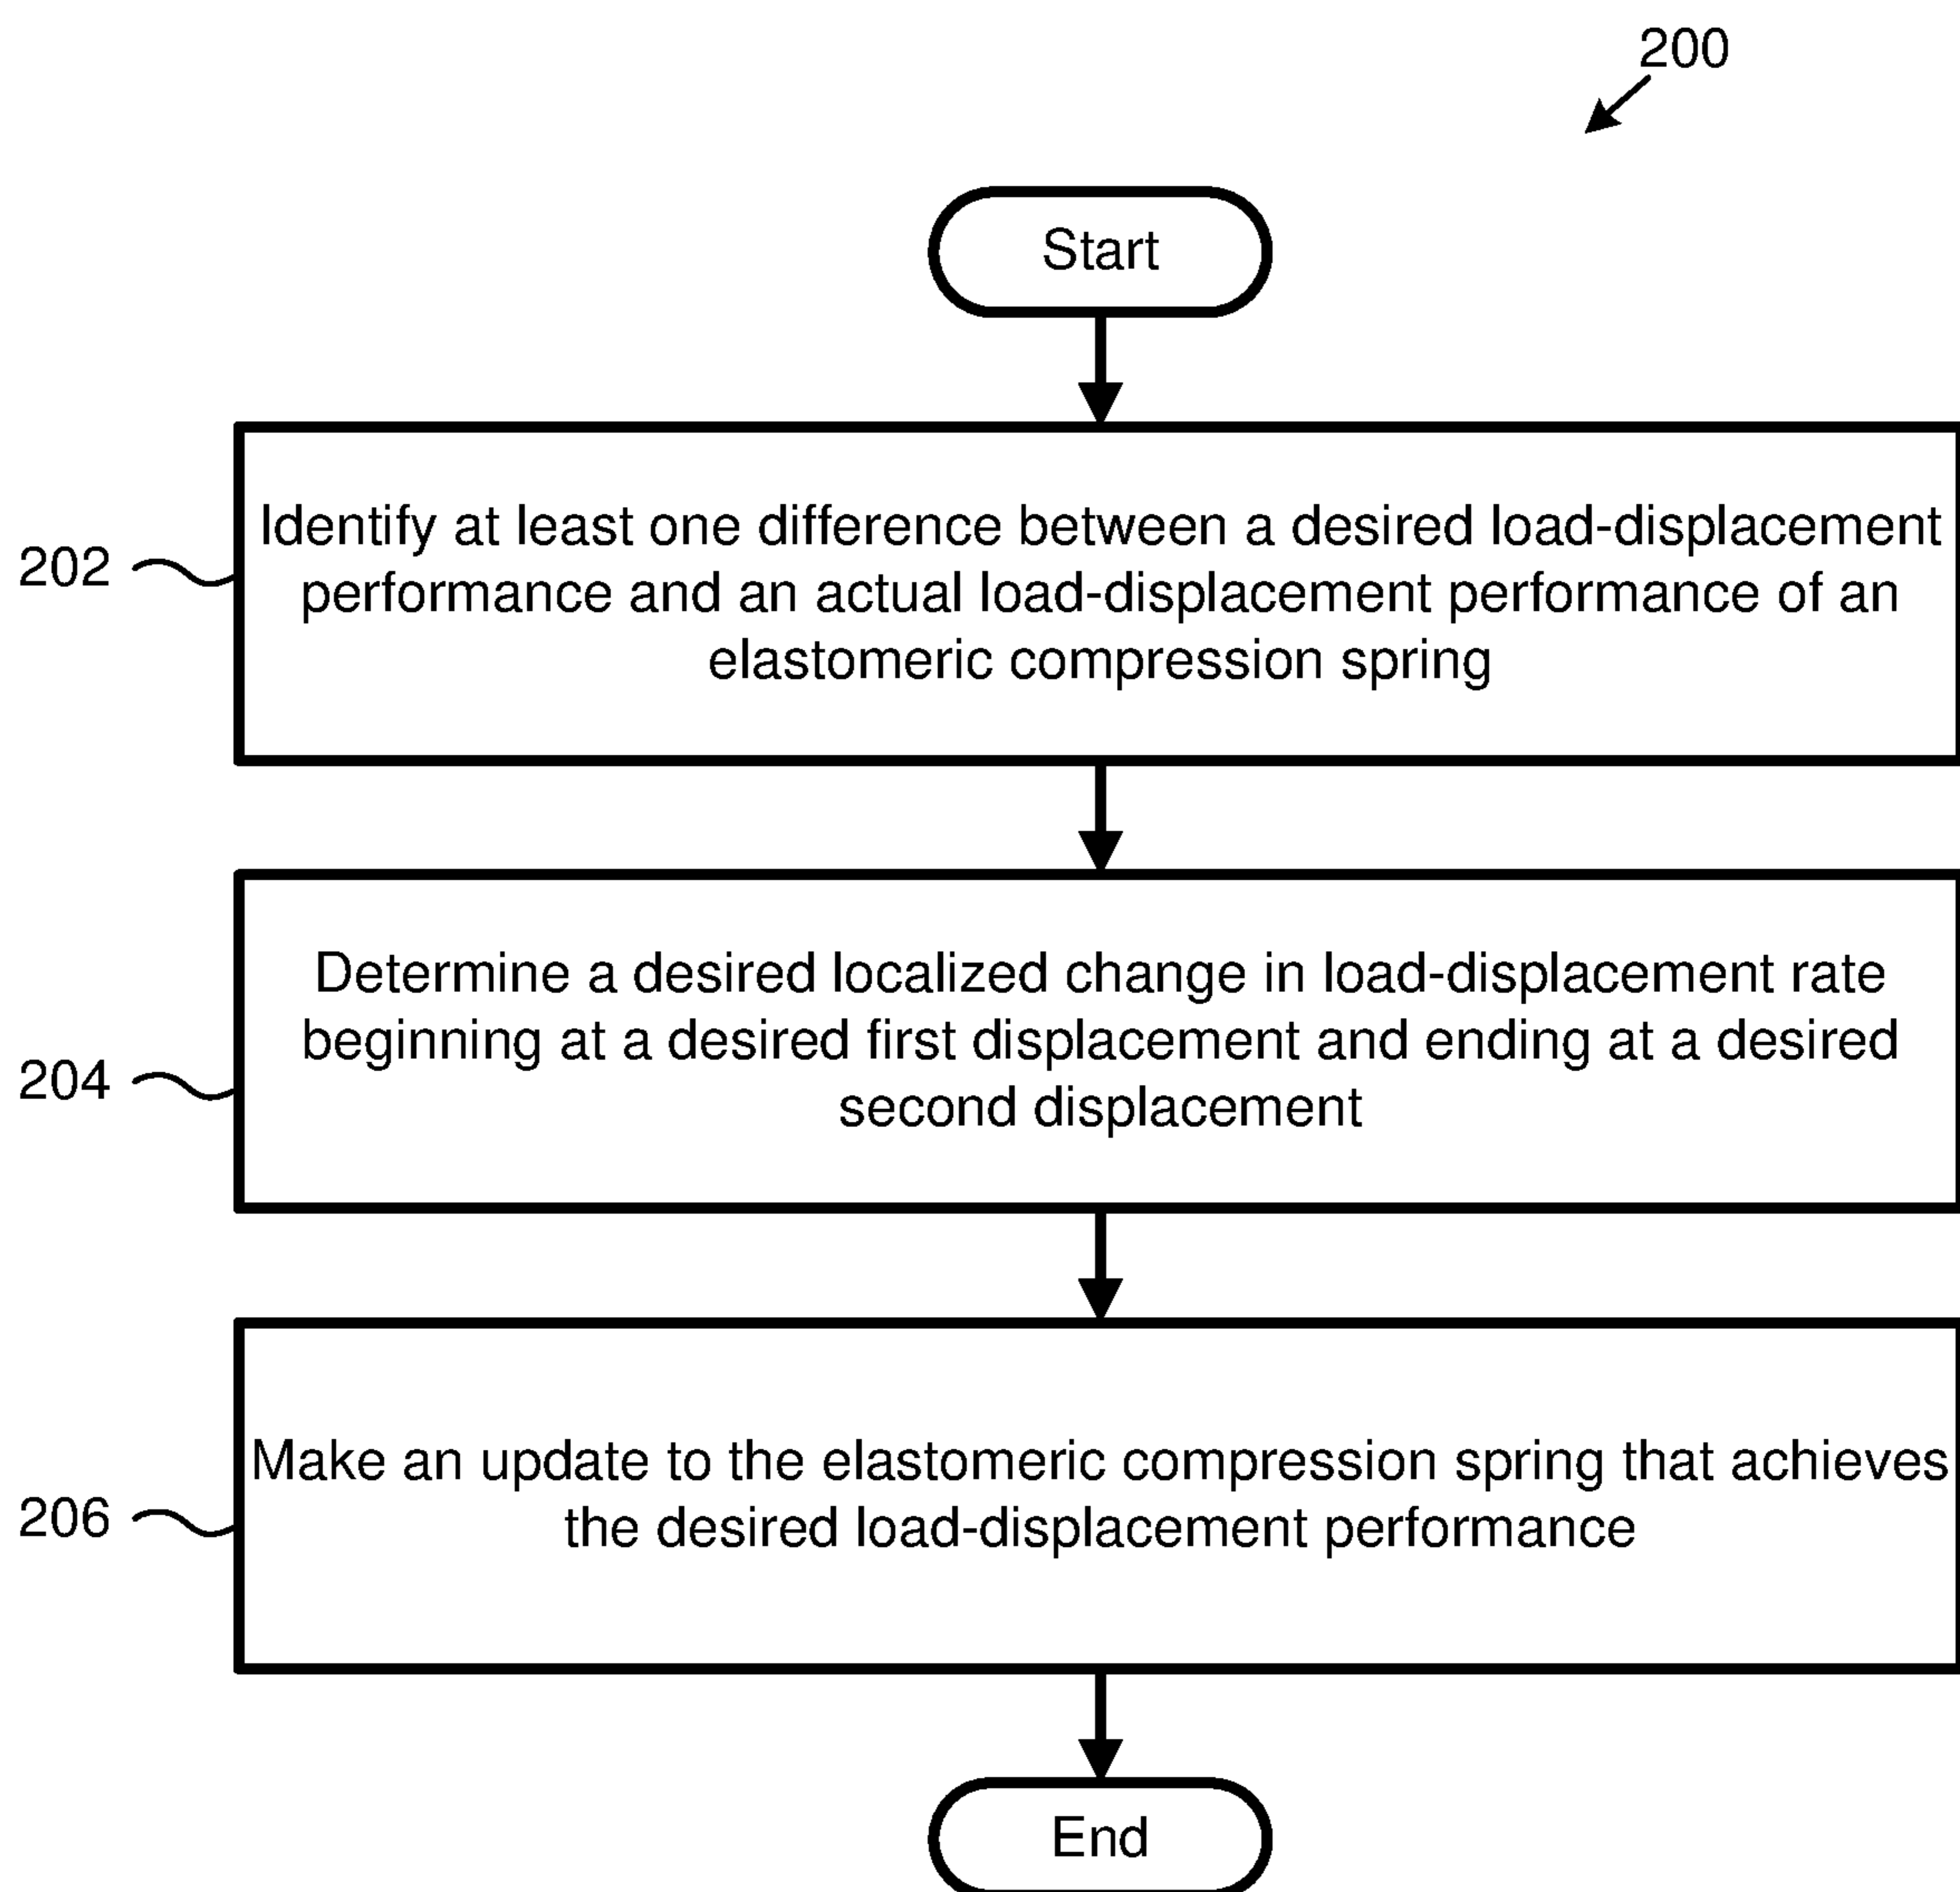 200
Start
202
Identify at least one difference between a desired load-displacement
performance and an actual load-displacement performance of an
elastomeric compression spring
204
Determine a desired localized change in load-displacement rate
beginning at a desired first displacement and ending at a desired
second displacement
206
Make an update to the elastomeric compression spring that achieves
the desired load-displacement performance
End